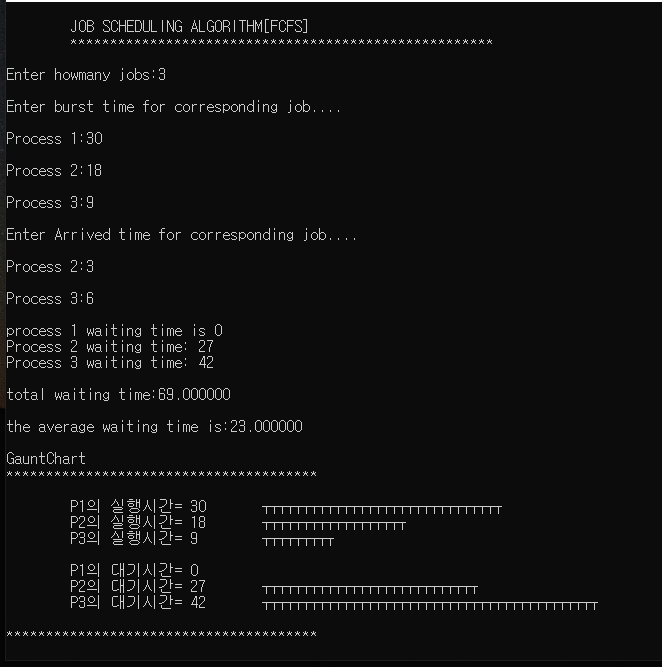 JOB SCHEDULING ALGORITHM[FCFS]
*****************************************************
Enter howmany jobs:3
Enter burst time for corresponding job....
Process 1:30
Process 2:18
Process 3:9
Enter Arrived time for corresponding job....
Process 2:3
Process 3:6
process 1 waiting time is 0
Process 2 waiting time: 27
Process 3 waiting time: 42
total waiting time:69.000000
the average waiting time is:23.000000
GauntChart
***************************************
P1의 실행시간= 30 ┬┬┬┬┬┬┬┬┬┬┬┬┬┬┬┬┬┬┬┬┬┬┬┬┬┬┬┬┬┬
P2의 실행시간= 18 ┬┬┬┬┬┬┬┬┬┬┬┬┬┬┬┬┬┬
P3의 실행시간= 9 ┬┬┬┬┬┬┬┬┬
P1의 대기시간= 0
P2의 대기시간= 27 ┬┬┬┬┬┬┬┬┬┬┬┬┬┬┬┬┬┬┬┬┬┬┬┬┬┬┬
P3의 대기시간= 42 ┬┬┬┬┬┬┬┬┬┬┬┬┬┬┬┬┬┬┬┬┬┬┬┬┬┬┬┬┬┬┬┬┬┬┬┬┬┬┬┬┬┬
***************************************